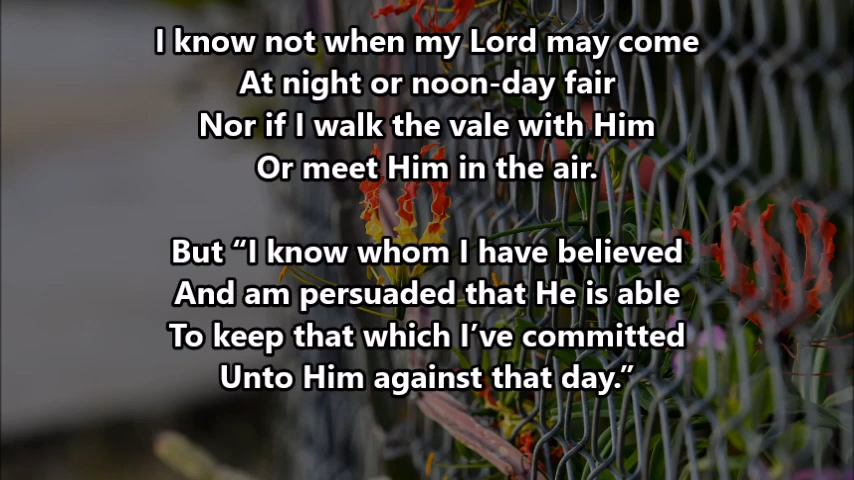 I know not when my Lord may come
At night or noon-day fair
Nor if I walk the vale with Him
Or meet Him in the air.
But “I know whom I have believed
And am persuaded that He is able
To keep that which I’ve committed
Unto Him against that day.”